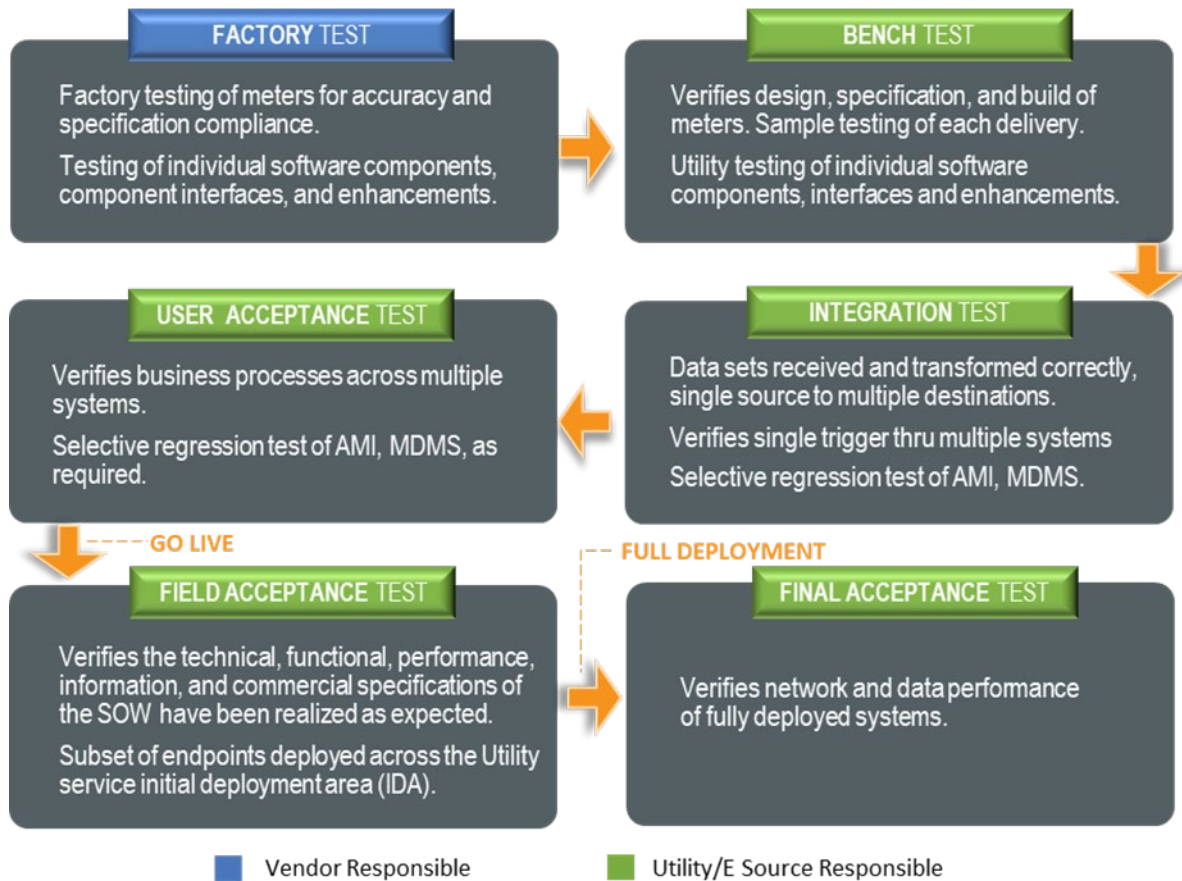 FACTORY TEST
Factory testing of meters for accuracy and
specification compliance.
Testing of individual software components,
component interfaces, and enhancements.
BENCH TEST
Verifies design, specification, and build of
meters. Sample testing of each delivery.
Utility testing of individual software
components, interfaces and enhancements.
INTEGRATION TEST
Data sets received and transformed correctly,
single source to multiple destinations.
Verifies single trigger thru multiple systems
Selective regression test of AMI, MDMS.
USER ACCEPTANCE TEST
Verifies business processes across multiple
systems.
Selective regression test of AMI, MDMS, as
required.
GO LIVE
FIELD ACCEPTANCE TEST
Verifies the technical, functional, performance,
information, and commercial specifications of
the SOW have been realized as expected.
Subset of endpoints deployed across the Utility
service initial deployment area (IDA).
FULL DEPLOYMENT
FINAL ACCEPTANCE TEST
Verifies network and data performance
of fully deployed systems.
Vendor Responsible
Utility/E Source Responsible